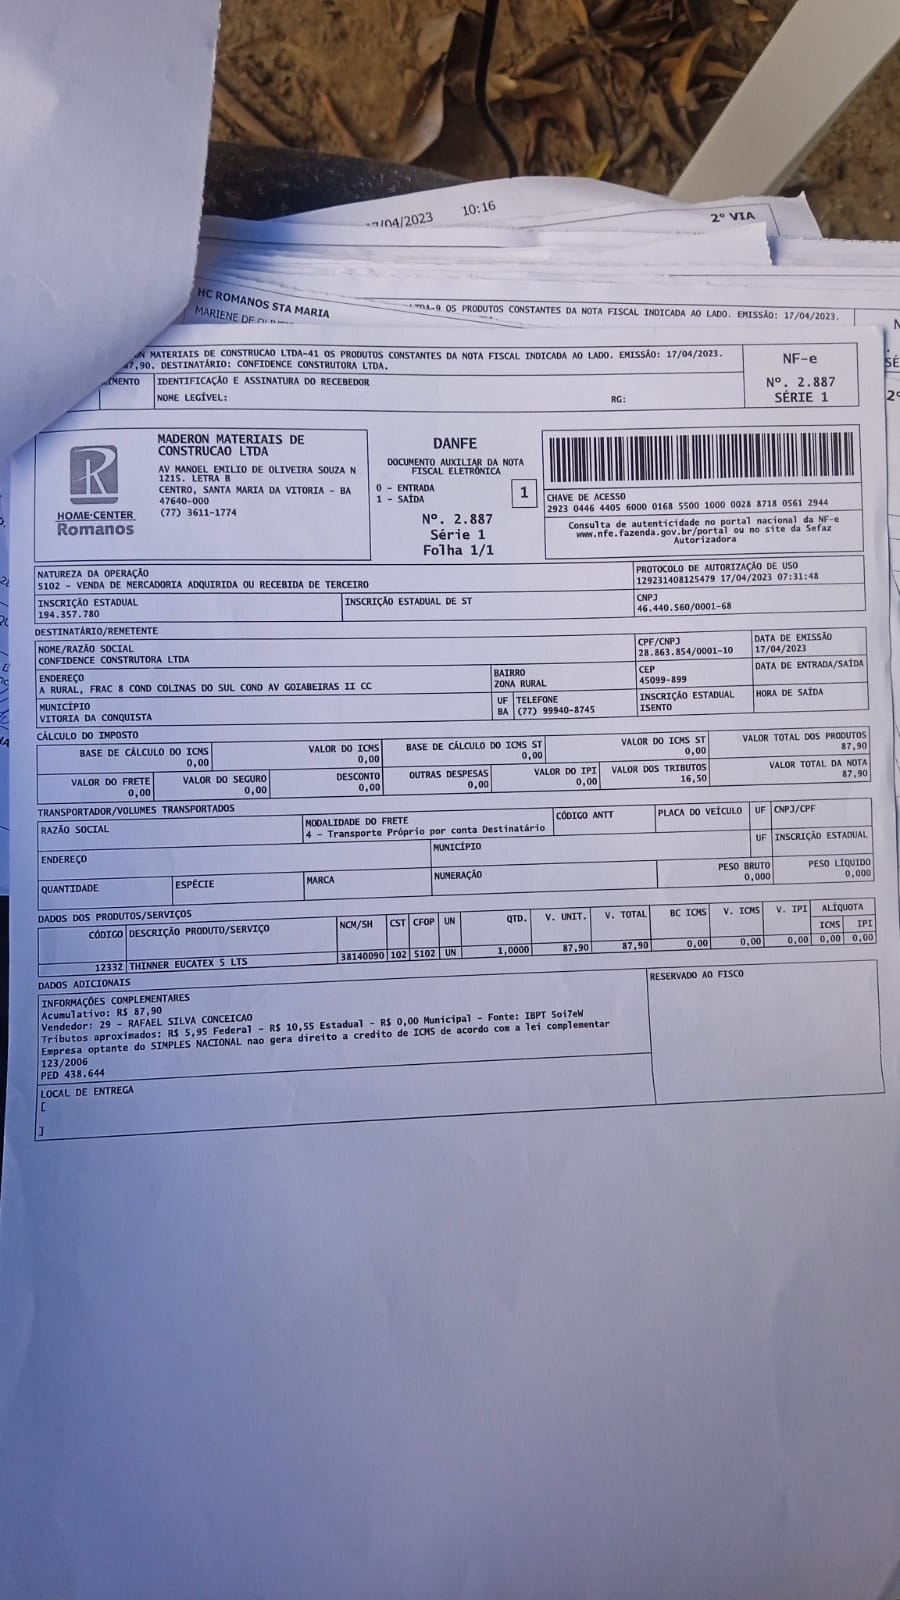 17/04/2023 10:16
2º VIA
HC ROMANOS STA MARIA
MARIENE DE
LTDA-9 OS PRODUTOS CONSTANTES DA NOTA FISCAL INDICADA AO LADO. EMISSÃO: 17/04/2023.
MATERIAIS DE CONSTRUCAO LTDA-41 OS PRODUTOS CONSTANTES DA NOTA FISCAL INDICADA AO LADO. EMISSÃO: 17/04/2023.
7,90. DESTINATÁRIO: CONFIDENCE CONSTRUTORA LTDA.
IDENTIFICAÇÃO E ASSINATURA DO RECEBEDOR
NOME LEGÍVEL: RG:
NF-e
Nº. 2.887
SÉRIE 1
HOME-CENTER
Romanos
MADERON MATERIAIS DE
CONSTRUCAO LTDA
AV MANOEL EMILIO DE OLIVEIRA SOUZA N
1215. LETRA B
CENTRO, SANTA MARIA DA VITORIA - BA
47640-000
(77) 3611-1774
DANFE
DOCUMENTO AUXILIAR DA NOTA
FISCAL ELETRÔNICA
0 - ENTRADA
1 - SAÍDA
1
Nº. 2.887
Série 1
Folha 1/1
CHAVE DE ACESSO
2923 0446 4405 6000 0168 5500 1000 0028 8718 0561 2944
Consulta de autenticidade no portal nacional da NF-e
www.nfe.fazenda.gov.br/portal ou no site da Sefaz
Autorizadora
NATUREZA DA OPERAÇÃO
5102 - VENDA DE MERCADORIA ADQUIRIDA OU RECEBIDA DE TERCEIRO
PROTOCOLO DE AUTORIZAÇÃO DE USO
129231408125479 17/04/2023 07:31:48
INSCRIÇÃO ESTADUAL
194.357.780
INSCRIÇÃO ESTADUAL DE ST
CNPJ
46.440.560/0001-68
DESTINATÁRIO/REMETENTE
NOME/RAZÃO SOCIAL
CONFIDENCE CONSTRUTORA LTDA
CPF/CNPJ
28.863.854/0001-10
DATA DE EMISSÃO
17/04/2023
ENDEREÇO
A RURAL, FRAC 8 COND COLINAS DO SUL COND AV GOIABEIRAS II CC
BAIRRO
ZONA RURAL
CEP
45099-899
DATA DE ENTRADA/SAÍDA
MUNICÍPIO
VITORIA DA CONQUISTA
UF
BA
TELEFONE
(77) 99940-8745
INSCRIÇÃO ESTADUAL
ISENTO
HORA DE SAÍDA
CÁLCULO DO IMPOSTO
BASE DE CÁLCULO DO ICMS
0,00
VALOR DO ICMS
0,00
BASE DE CÁLCULO DO ICMS ST
0,00
VALOR DO ICMS ST
0,00
VALOR TOTAL DOS PRODUTOS
87,90
VALOR DO FRETE
0,00
VALOR DO SEGURO
0,00
DESCONTO
0,00
OUTRAS DESPESAS
0,00
VALOR DO IPI
0,00
VALOR DOS TRIBUTOS
16,50
VALOR TOTAL DA NOTA
87,90
TRANSPORTADOR/VOLUMES TRANSPORTADOS
RAZÃO SOCIAL
MODALIDADE DO FRETE
4 - Transporte Próprio por conta Destinatário
CÓDIGO ANTT
PLACA DO VEÍCULO
UF
CNPJ/CPF
ENDEREÇO
MUNICÍPIO
UF
INSCRIÇÃO ESTADUAL
QUANTIDADE
ESPÉCIE
MARCA
NUMERAÇÃO
PESO BRUTO
0,000
PESO LÍQUIDO
0,000
DADOS DOS PRODUTOS/SERVIÇOS
CÓDIGO DESCRIÇÃO PRODUTO/SERVIÇO NCM/SH CST CFOP UN QTD. V. UNIT. V. TOTAL BC ICMS V. ICMS V. IPI ALÍQUOTA
ICMS IPI
12332 THINNER EUCATEX 5 LTS 38140090 102 5102 UN 1,0000 87,90 87,90 0,00 0,00 0,00 0,00 0,00
DADOS ADICIONAIS
INFORMAÇÕES COMPLEMENTARES
Acumulativo: R$ 87,90
Vendedor: 29 - RAFAEL SILVA CONCEICAO
Tributos aproximados: R$ 5,95 Federal - R$ 10,55 Estadual - R$ 0,00 Municipal - Fonte: IBPT 5oi7eW
Empresa optante do SIMPLES NACIONAL nao gera direito a credito de ICMS de acordo com a lei complementar
123/2006
PED 438.644
RESERVADO AO FISCO
LOCAL DE ENTREGA
[
]